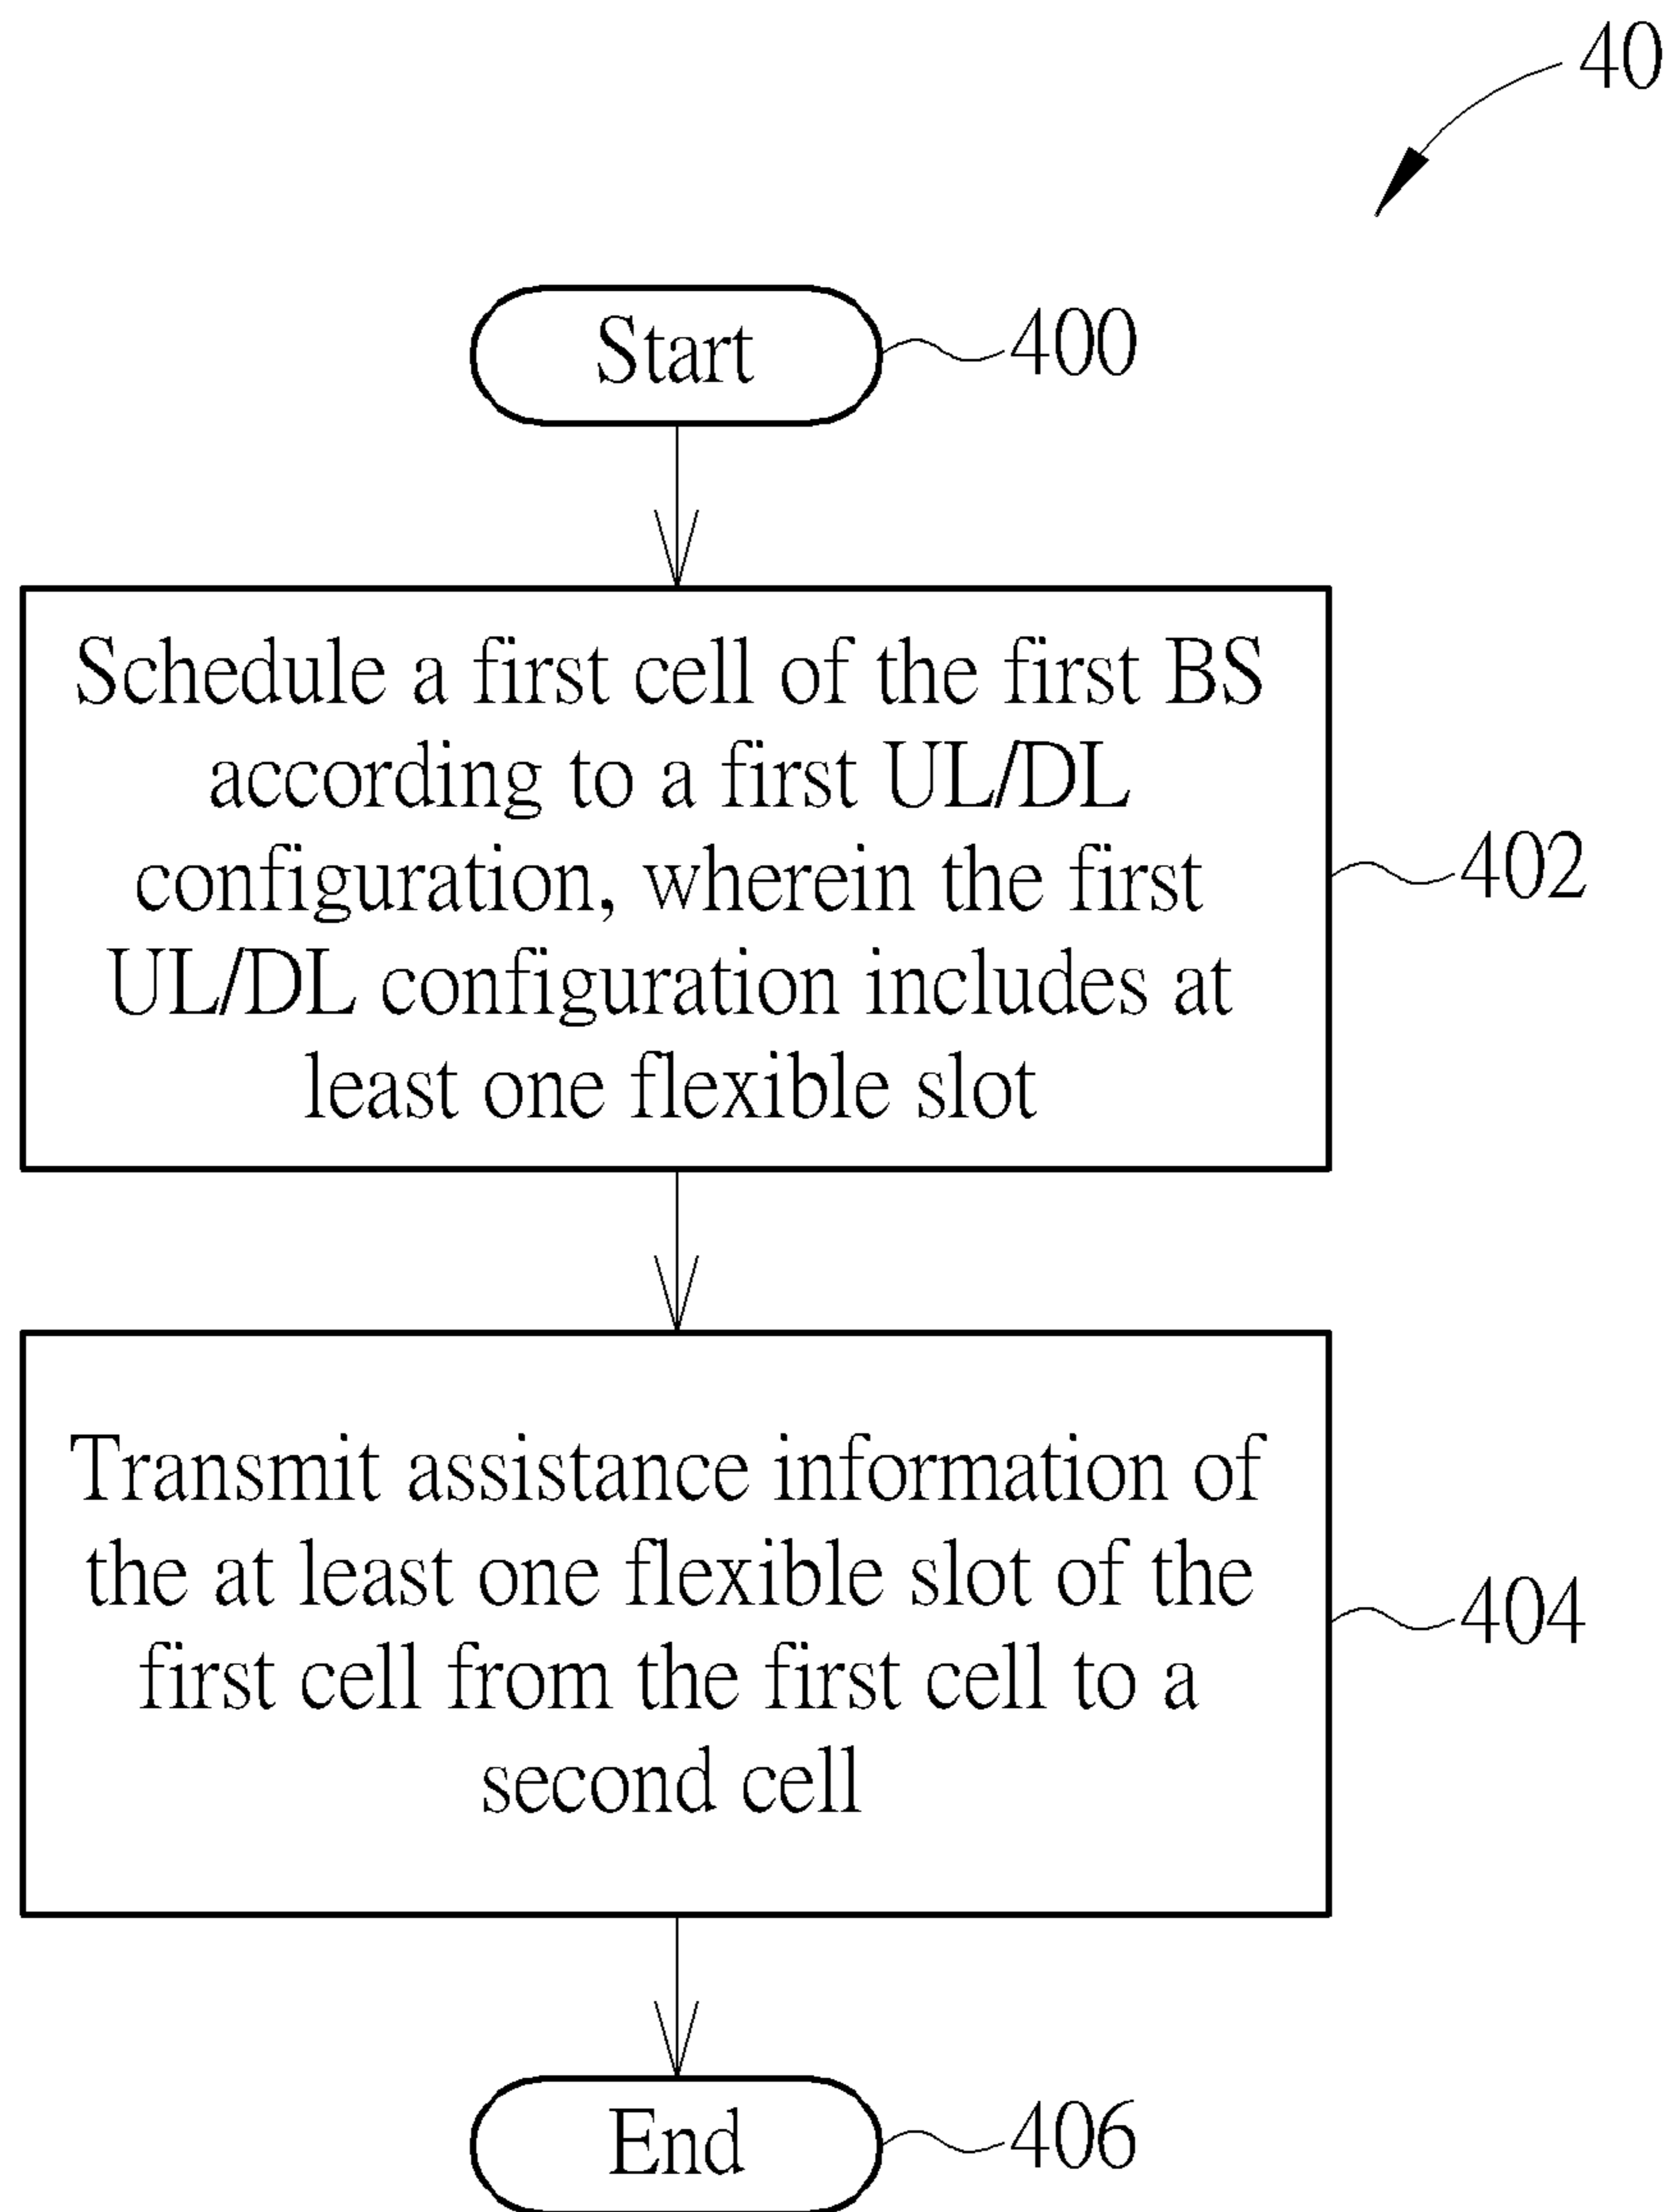 40
Start
400
Schedule a first cell of the first BS
according to a first UL/DL
configuration, wherein the first
UL/DL configuration includes at
least one flexible slot
402
Transmit assistance information of
the at least one flexible slot of the
first cell from the first cell to a
second cell
404
End
406